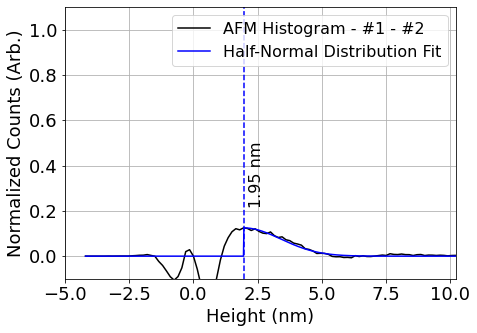 Normalized Counts (Arb.)
1.0
0.8
0.6
0.4
0.2
0.0
AFM Histogram - #1 - #2
Half-Normal Distribution Fit
1.95 nm
−5.0 −2.5 0.0 2.5 5.0 7.5 10.0
Height (nm)